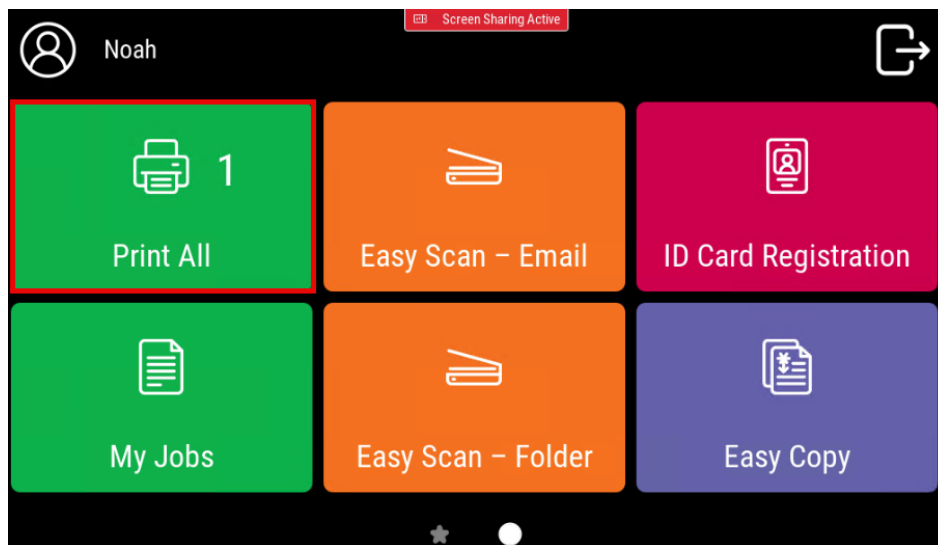 Screen Sharing Active
Noah
1
Print All
Easy Scan – Email
ID Card Registration
My Jobs
Easy Scan – Folder
Easy Copy